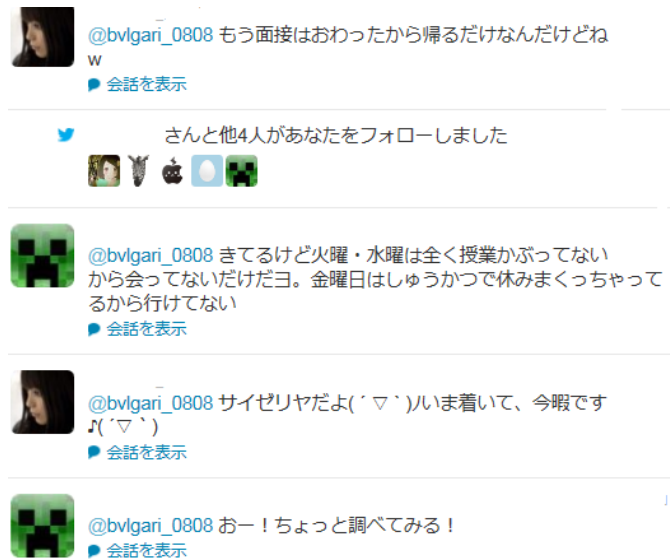 @bvlgari_0808 もう面接はおわったから帰るだけなんだけどね
w
会話を表示
さんと他4人があなたをフォローしました
@bvlgari_0808 きてるけど火曜・水曜は全く授業かぶってない
から会ってないだけだヨ。金曜日はしゅうかつで休みまくっちゃって
るから行けてない
会話を表示
@bvlgari_0808 サイゼリヤだよ( ´ ▽ ` )ﾉいま着いて、今暇です
♪( ´▽｀)
会話を表示
@bvlgari_0808 おー！ちょっと調べてみる！
会話を表示